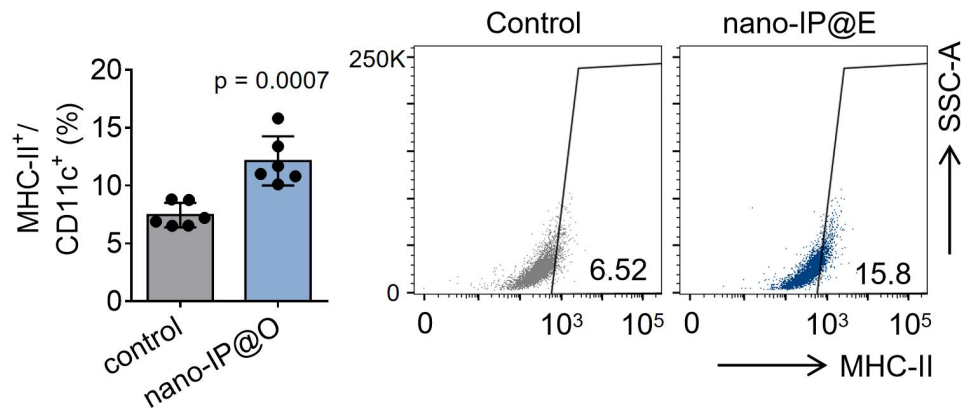 MHC-II⁺/
CD11c⁺ (%)
20
15
10
5
0
p = 0.0007
control
nano-IP@O
Control
250K
0
6.52
0
10³
10⁵
nano-IP@E
15.8
0
10³
10⁵
SSC-A
MHC-II